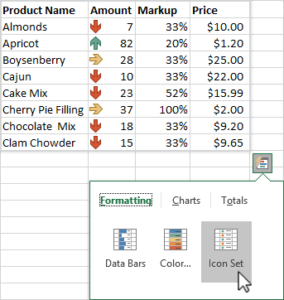 Product Name Amount Markup Price
Almonds 7 33% $10.00
Apricot 82 20% $1.20
Boysenberry 28 33% $25.00
Cajun 10 33% $22.00
Cake Mix 23 52% $15.99
Cherry Pie Filling 37 100% $2.00
Chocolate Mix 18 33% $9.20
Clam Chowder 15 33% $9.65
Formatting Charts Totals
Data Bars Color... Icon Set